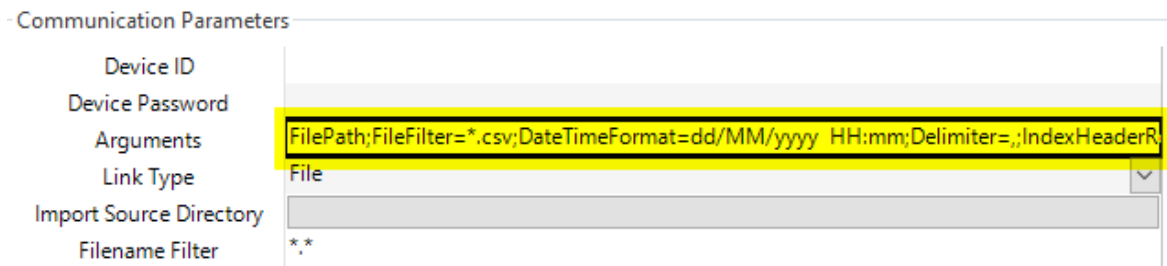 Communication Parameters
Device ID
Device Password
Arguments FilePath;FileFilter=*.csv;DateTimeFormat=dd/MM/yyyy  HH:mm;Delimiter=,;IndexHeaderR
Link Type File
Import Source Directory
Filename Filter *.*